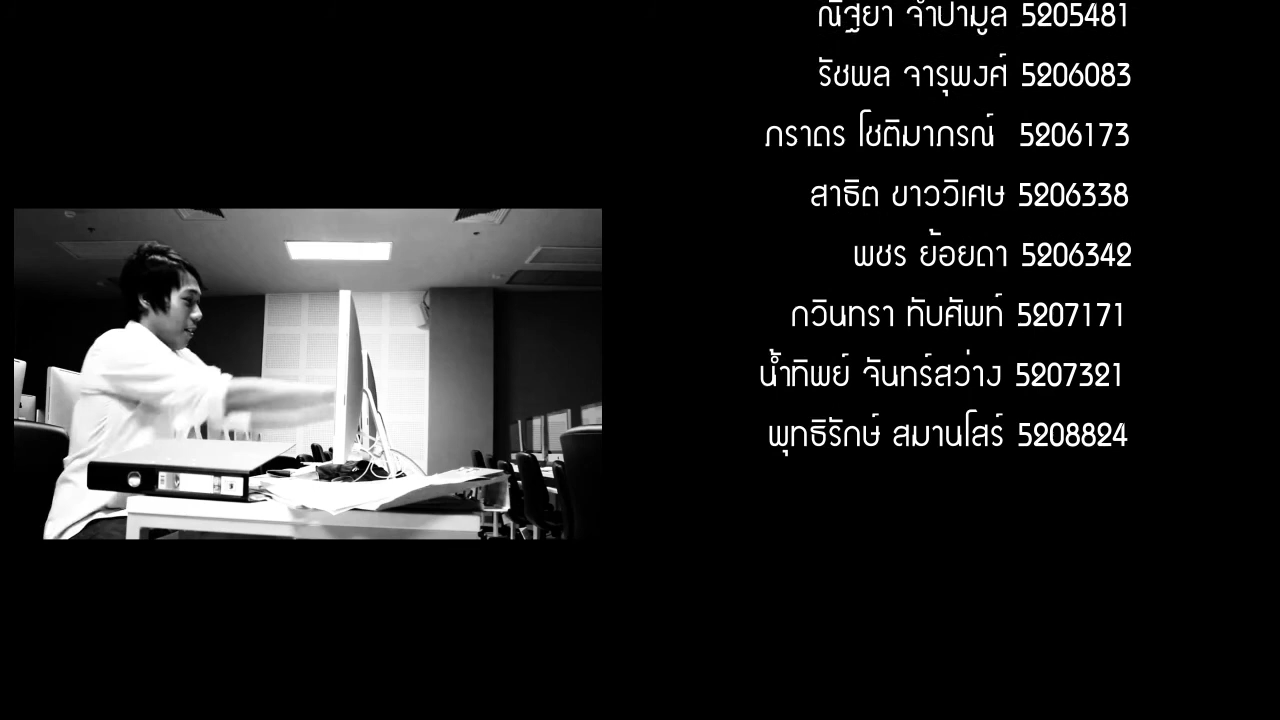 ณิฐยา จำปามูล 5205481
รัชพล จารุพงศ์ 5206083
ภราดร โชติมาภรณ์ 5206173
สาธิต ขาววิเศษ 5206338
พชร ย้อยดา 5206342
กวินทรา ทับศัพท์ 5207171
น้ำทิพย์ จันทร์สว่าง 5207321
พุทธิรักษ์ สมานโสร์ 5208824